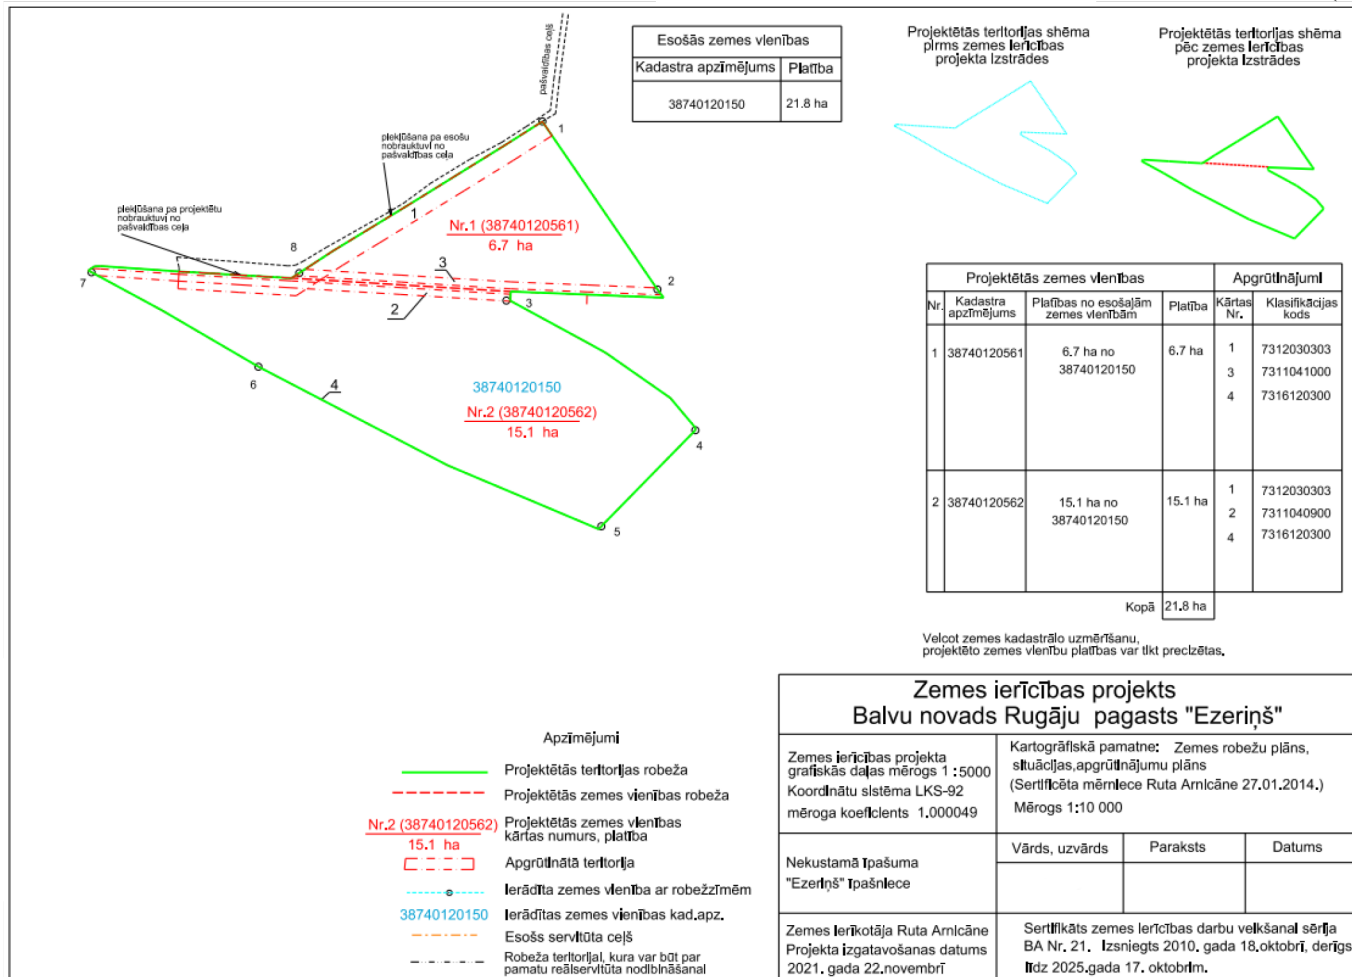 pašvaldības ceļš
Esošās zemes vienības
Kadastra apzīmējums Platība
38740120150 21.8 ha
Projektētās teritorijas shēma
pirms zemes ierīcības
projekta izstrādes
Projektētās teritorijas shēma
pēc zemes ierīcības
projekta izstrādes
piekļūšana pa esošu
nobrauktuvi no
pašvaldības ceļa
1
1
piekļūšana pa projektētu
nobrauktuvi no
pašvaldības ceļa
8
Nr.1 (38740120561)
6.7 ha
3
7
2
3
2
6
4
38740120150
Nr.2 (38740120562)
15.1 ha
4
5
Projektētās zemes vienības Apgrūtinājumi
Nr. Kadastra apzīmējums Platības no esošajām zemes vienībām Platība Kārtas Nr. Klasifikācijas kods
1 38740120561 6.7 ha no 38740120150 6.7 ha 1 7312030303
3 7311041000
4 7316120300
2 38740120562 15.1 ha no 38740120150 15.1 ha 1 7312030303
2 7311040900
4 7316120300
Kopā 21.8 ha
Veicot zemes kadastrālo uzmērīšanu,
projektēto zemes vienību platības var tikt precizētas.
Zemes ierīcības projekts
Balvu novads Rugāju pagasts "Ezeriņš"
Zemes ierīcības projekta
grafiskās daļas mērogs 1 :5000
Koordinātu sistēma LKS-92
mēroga koeficients 1.000049
Kartogrāfiskā pamatne: Zemes robežu plāns,
situācijas,apgrūtinājumu plāns
(Sertificēta mērniece Ruta Arnicāne 27.01.2014.)
Mērogs 1:10 000
Nekustamā īpašuma
"Ezeriņš" īpašniece
Vārds, uzvārds Paraksts Datums
Zemes ierīkotāja Ruta Arnicāne
Projekta izgatavošanas datums
2021. gada 22.novembrī
Sertifikāts zemes ierīcības darbu veikšanai sērija
BA Nr. 21. Izsniegts 2010. gada 18.oktobrī, derīgs
līdz 2025.gada 17. oktobrim.
Apzīmējumi
Projektētās teritorijas robeža
Projektētās zemes vienības robeža
Nr.2 (38740120562)
15.1 ha
Projektētās zemes vienības
kārtas numurs, platība
Apgrūtinātā teritorija
Ierādīta zemes vienība ar robežzīmēm
38740120150 Ierādītas zemes vienības kad.apz.
Esošs servitūta ceļš
Robeža teritorijai, kura var būt par
pamatu reālservitūta nodibināšanai